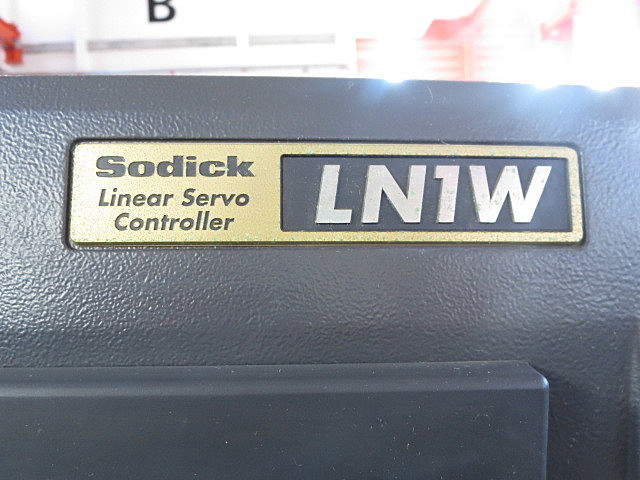 B
Sodick
Linear Servo
Controller
LN1W